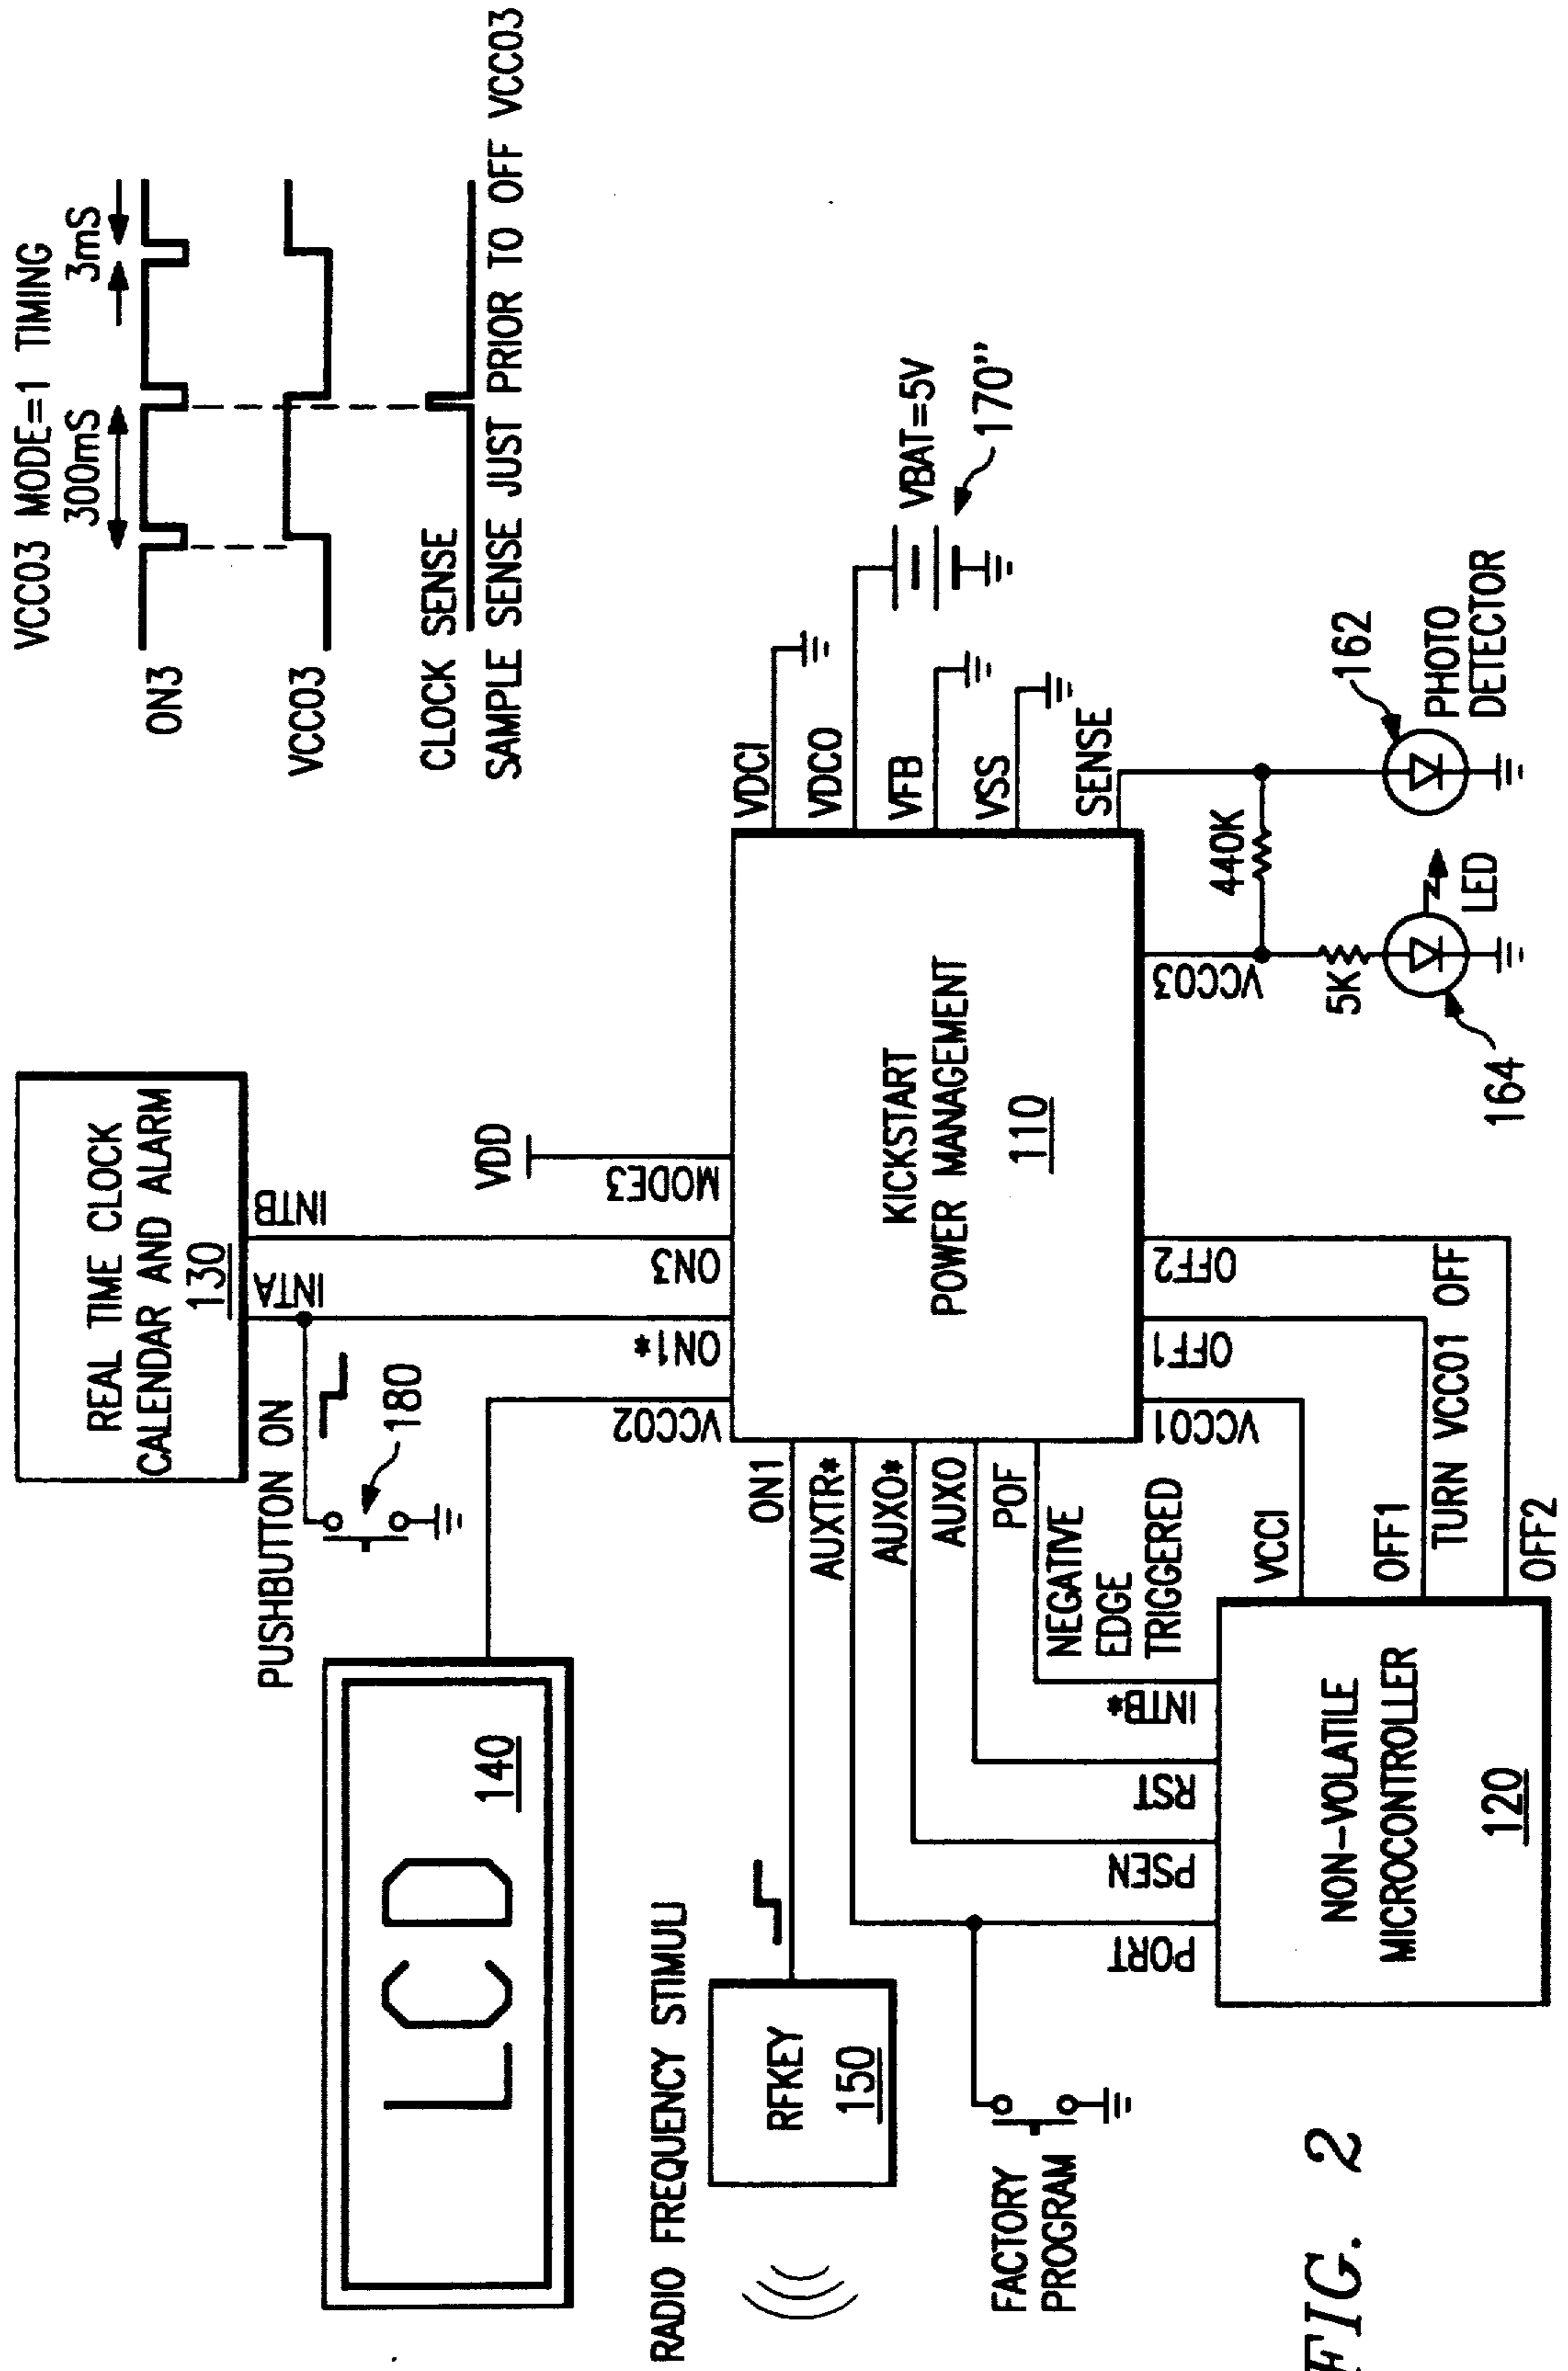 VCC03 MODE=1 TIMING
300mS
3mS
ON3
VCC03
CLOCK SENSE
SAMPLE SENSE JUST PRIOR TO OFF VCC03
REAL TIME CLOCK
CALENDAR AND ALARM
130
INTA
INTB
PUSHBUTTON ON
180
VDD
LCD
140
VCC02
ON1*
ON3
MODE3
RADIO FREQUENCY STIMULI
RFKEY
150
ON1
AUXTR*
AUXO*
AUXO
POF
NEGATIVE
EDGE
TRIGGERED
KICKSTART
POWER MANAGEMENT
110
VDCI
VDCO
VFB
VSS
SENSE
VBAT=5V
170"
VCC01
OFF1
OFF2
VCC03
440K
5K
LED
164
162
PHOTO
DETECTOR
FACTORY
PROGRAM
PORT
PSEN
RST
INTB*
NON-VOLATILE
MICROCONTROLLER
120
VCCI
OFF1
TURN VCC01 OFF
OFF2
FIG. 2